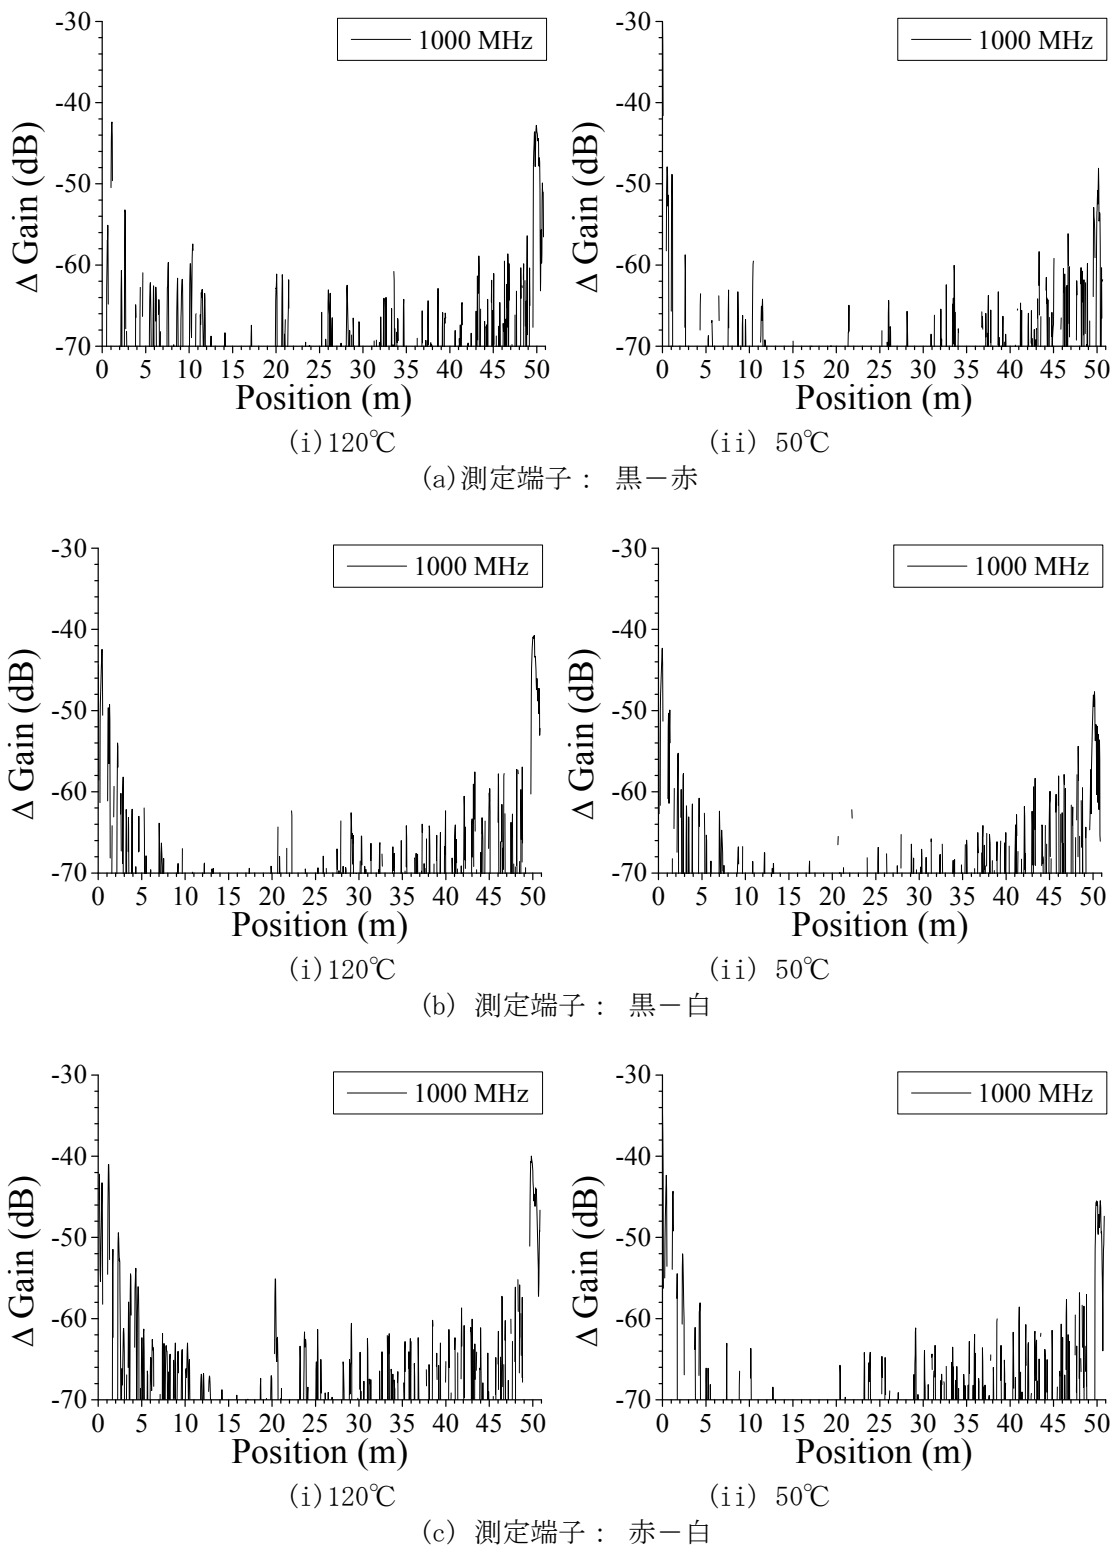 -30
-40
-50
-60
-70
Δ Gain (dB)
1000 MHz
0 5 10 15 20 25 30 35 40 45 50
Position (m)
-30
-40
-50
-60
-70
Δ Gain (dB)
1000 MHz
0 5 10 15 20 25 30 35 40 45 50
Position (m)
(i)120℃
(ii) 50℃
(a)測定端子： 黒－赤
-30
-40
-50
-60
-70
Δ Gain (dB)
1000 MHz
0 5 10 15 20 25 30 35 40 45 50
Position (m)
-30
-40
-50
-60
-70
Δ Gain (dB)
1000 MHz
0 5 10 15 20 25 30 35 40 45 50
Position (m)
(i)120℃
(ii) 50℃
(b) 測定端子： 黒－白
-30
-40
-50
-60
-70
Δ Gain (dB)
1000 MHz
0 5 10 15 20 25 30 35 40 45 50
Position (m)
-30
-40
-50
-60
-70
Δ Gain (dB)
1000 MHz
0 5 10 15 20 25 30 35 40 45 50
Position (m)
(i)120℃
(ii) 50℃
(c) 測定端子： 赤－白